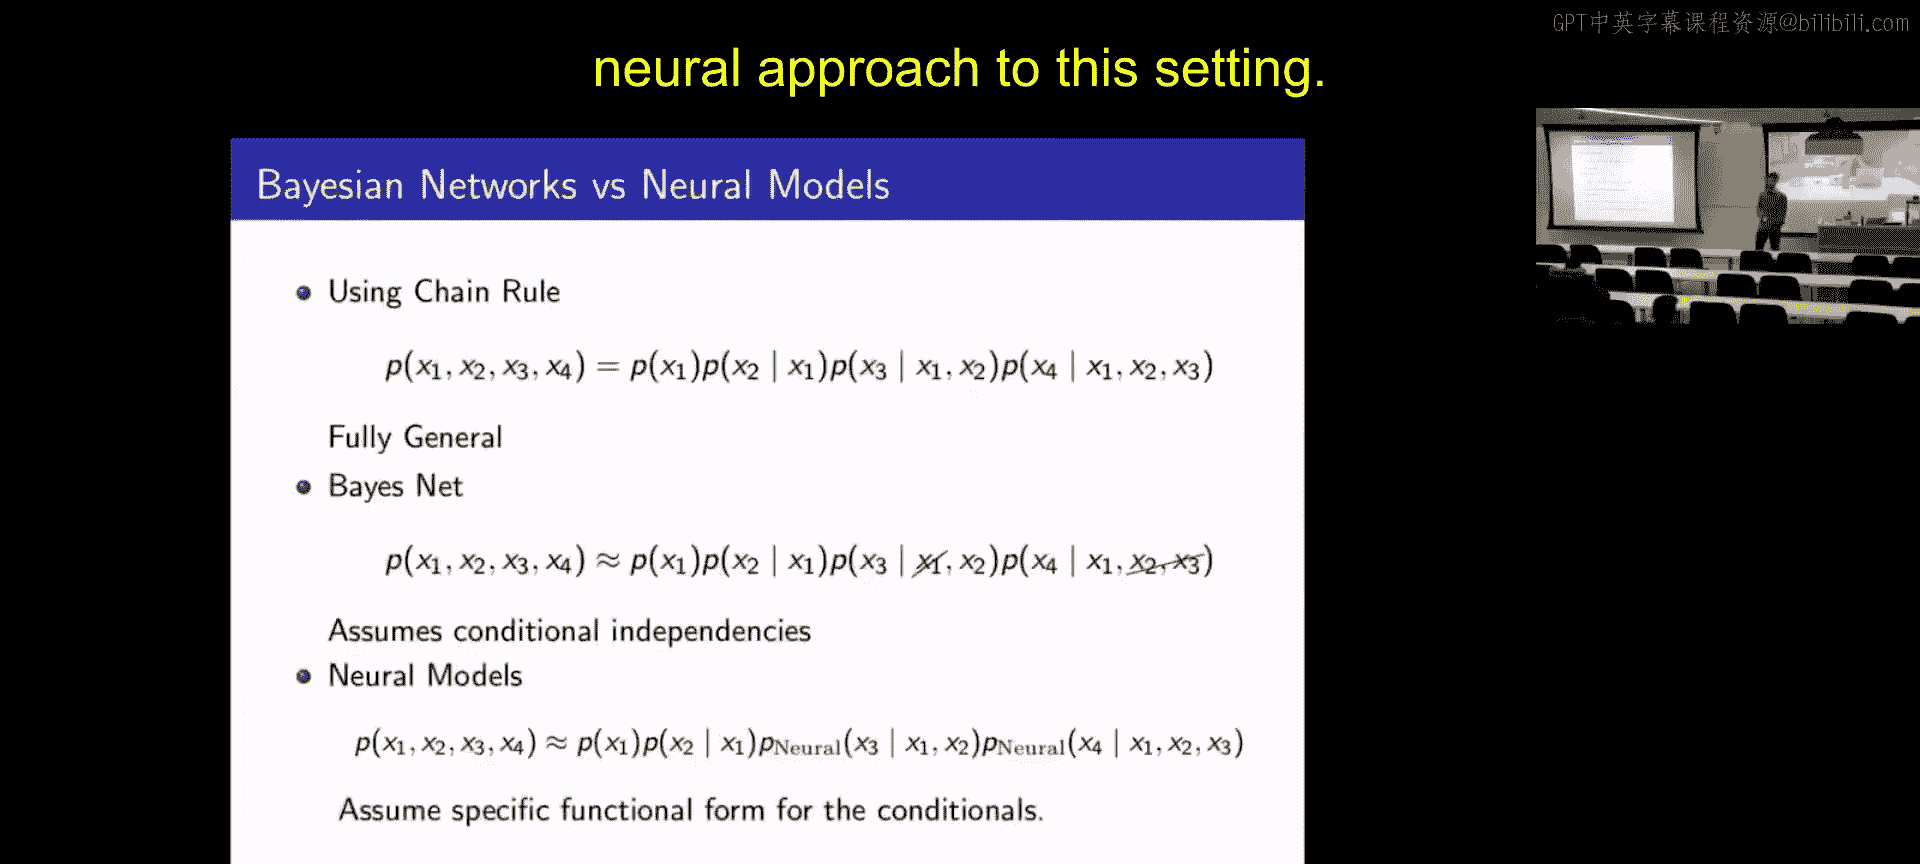 GPT中英字幕课程资源@bilibili.com
neural approach to this setting.
Bayesian Networks vs Neural Models
Using Chain Rule
p(x₁, x₂, x₃, x₄) = p(x₁)p(x₂ | x₁)p(x₃ | x₁, x₂)p(x₄ | x₁, x₂, x₃)
Fully General
Bayes Net
p(x₁, x₂, x₃, x₄) ≈ p(x₁)p(x₂ | x₁)p(x₃ | x₁, x₂)p(x₄ | x₁, x₂, x₃)
Assumes conditional independencies
Neural Models
p(x₁, x₂, x₃, x₄) ≈ p(x₁)p(x₂ | x₁)p_Neural(x₃ | x₁, x₂)p_Neural(x₄ | x₁, x₂, x₃)
Assume specific functional form for the conditionals.